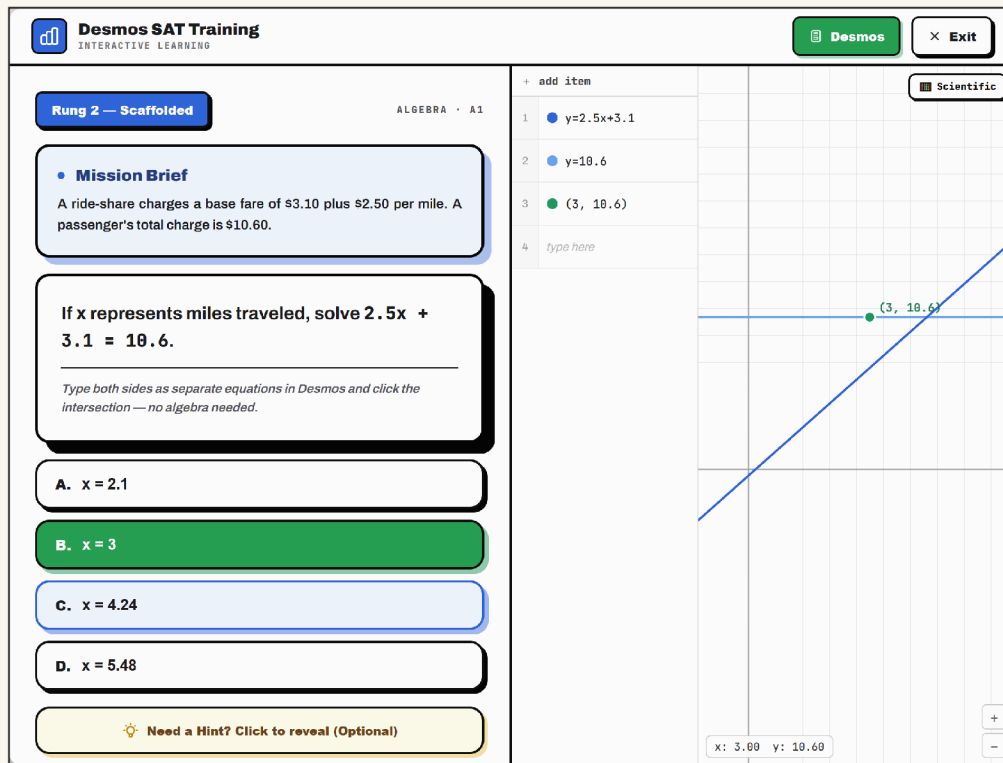 Desmos SAT Training
INTERACTIVE LEARNING
Desmos
Exit
Rung 2 — Scaffolded
ALGEBRA · A1
Mission Brief
A ride-share charges a base fare of $3.10 plus $2.50 per mile. A
passenger's total charge is $10.60.
If x represents miles traveled, solve 2.5x +
3.1 = 10.6.
Type both sides as separate equations in Desmos and click the
intersection — no algebra needed.
A. x = 2.1
B. x = 3
C. x = 4.24
D. x = 5.48
Need a Hint? Click to reveal (Optional)
+ add item
1 y=2.5x+3.1
2 y=10.6
3 (3, 10.6)
4 type here
Scientific
(3, 10.6)
x: 3.00 y: 10.60
+
−